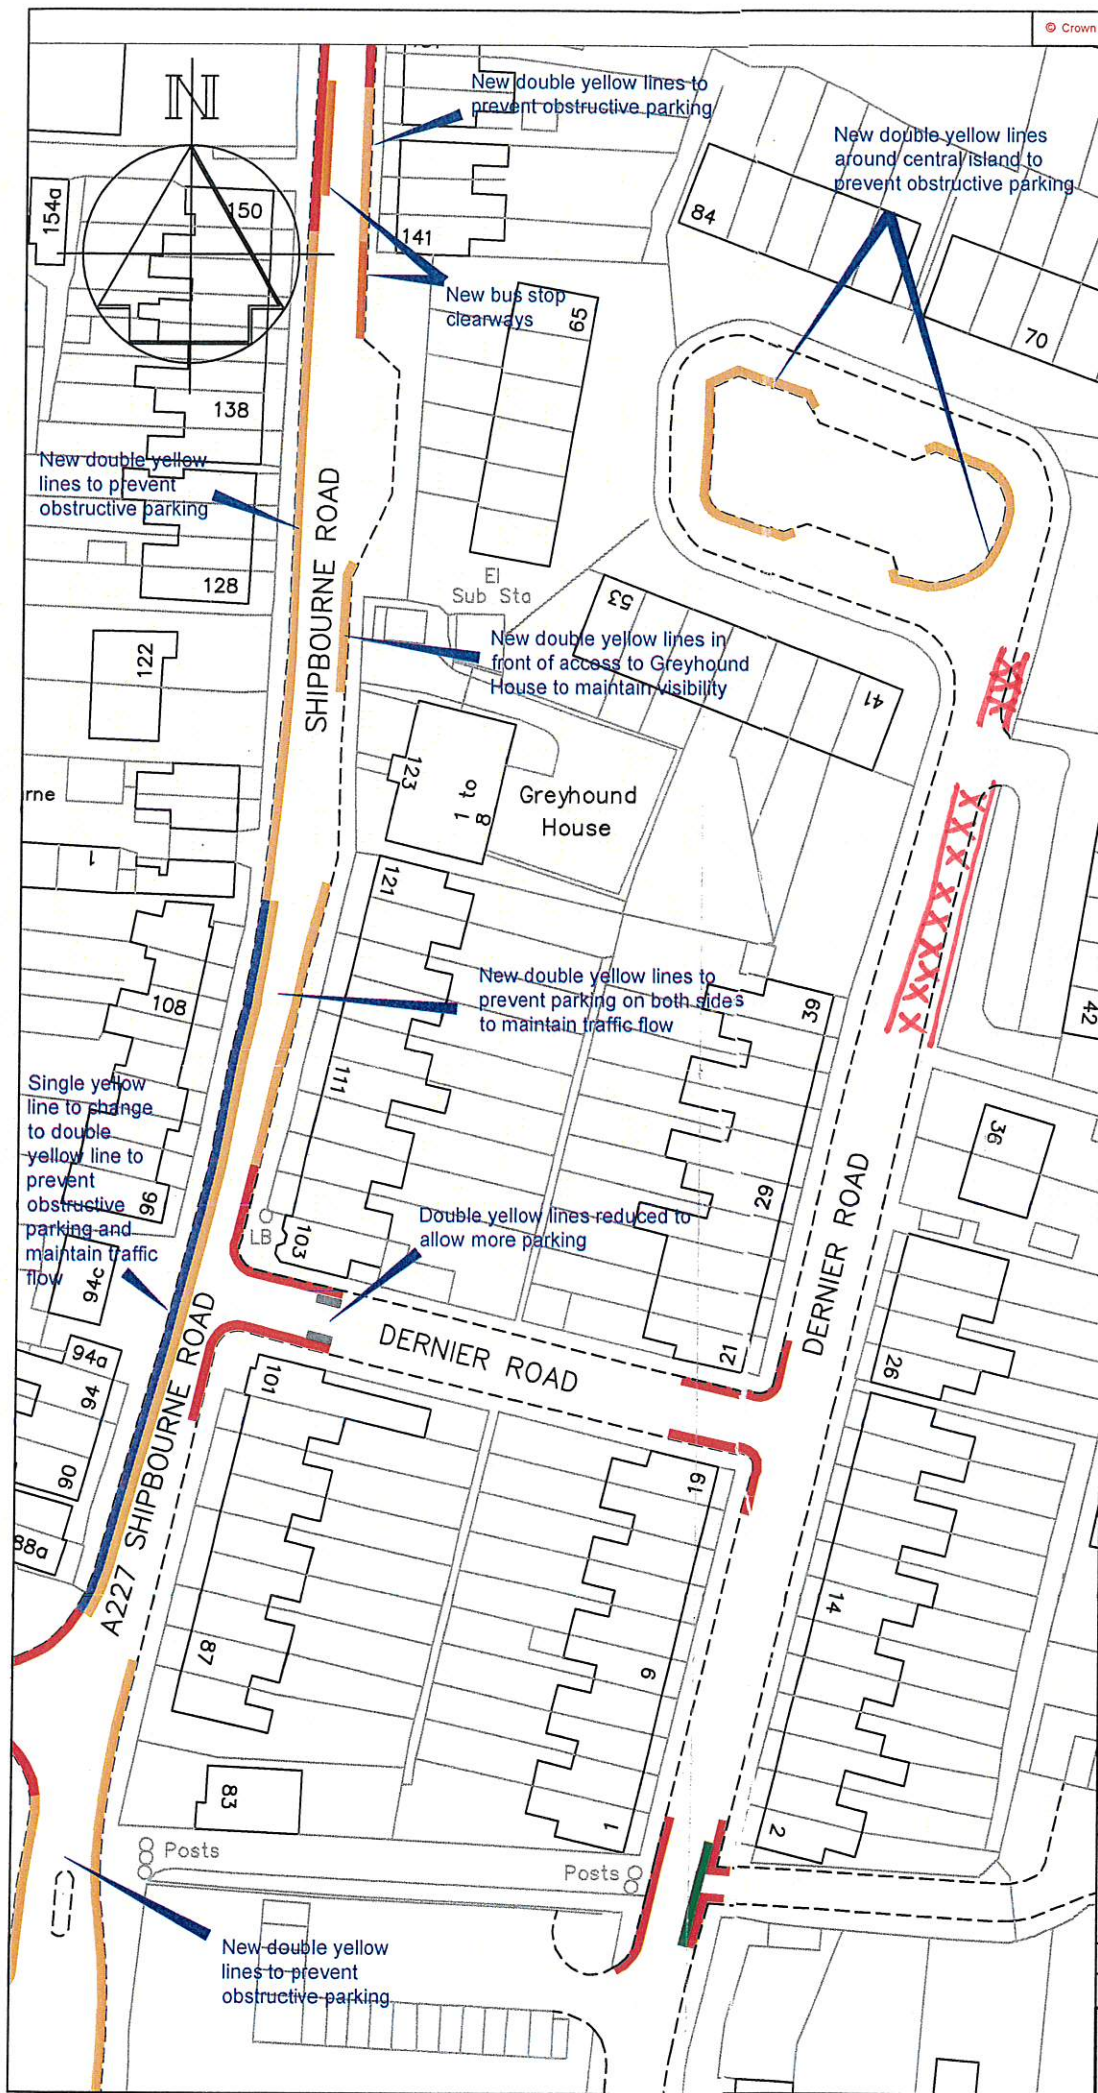 © Crown
N
New double yellow lines to
prevent obstructive parking
New double yellow lines
around central island to
prevent obstructive parking
154a
150
141
84
New bus stop
clearways
65
70
138
New double yellow
lines to prevent
obstructive parking
SHIPBOURNE ROAD
128
El
Sub Sta
53
New double yellow lines in
front of access to Greyhound
House to maintain visibility
122
41
123
1 to 8
Greyhound
House
rne
1
121
New double yellow lines to
prevent parking on both sides
to maintain traffic flow
108
39
42
111
Single yellow
line to change
to double
yellow line to
prevent
obstructive
parking and
maintain traffic
flow
96
36
29
DERNIER ROAD
Double yellow lines reduced to
allow more parking
LB
103
94c
94a
94
DERNIER ROAD
21
26
101
90
19
88a
A227 SHIPBOURNE ROAD
14
87
6
83
1
2
Posts
Posts
New double yellow
lines to prevent
obstructive parking